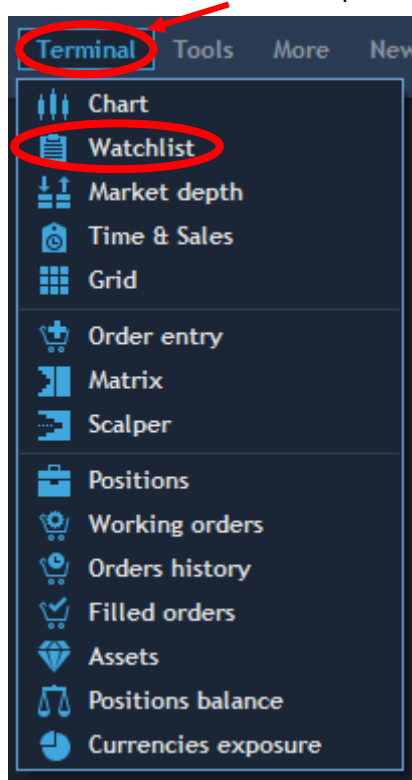 Terminal Tools More New
Chart
Watchlist
Market depth
Time & Sales
Grid
Order entry
Matrix
Scalper
Positions
Working orders
Orders history
Filled orders
Assets
Positions balance
Currencies exposure